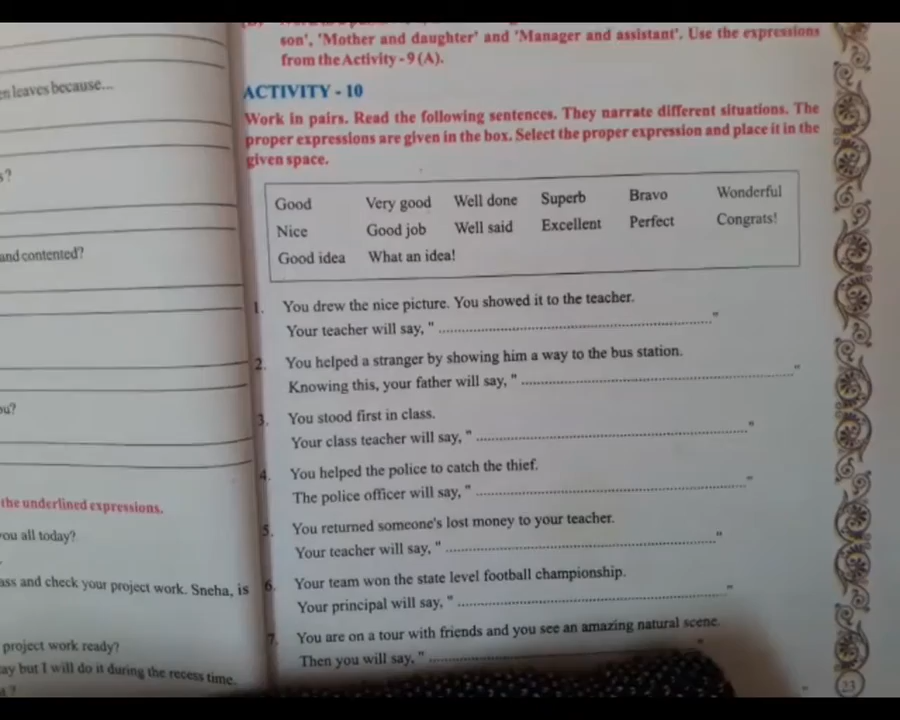 en leaves because...
s?
and contented?
ou?
the underlined expressions.
you all today?
ass and check your project work. Sneha, is
project work ready?
ay but I will do it during the recess time.
son', 'Mother and daughter' and 'Manager and assistant'. Use the expressions
from the Activity - 9 (A).
ACTIVITY - 10
Work in pairs. Read the following sentences. They narrate different situations. The
proper expressions are given in the box. Select the proper expression and place it in the
given space.
Good Very good Well done Superb Bravo Wonderful
Nice Good job Well said Excellent Perfect Congrats!
Good idea What an idea!
1. You drew the nice picture. You showed it to the teacher.
Your teacher will say, " .................................................. "
2. You helped a stranger by showing him a way to the bus station.
Knowing this, your father will say, " .................................................. "
3. You stood first in class.
Your class teacher will say, " .................................................. "
4. You helped the police to catch the thief.
The police officer will say, " .................................................. "
5. You returned someone's lost money to your teacher.
Your teacher will say, " .................................................. "
6. Your team won the state level football championship.
Your principal will say, " .................................................. "
7. You are on a tour with friends and you see an amazing natural scene.
Then you will say, " .................................................. "
23